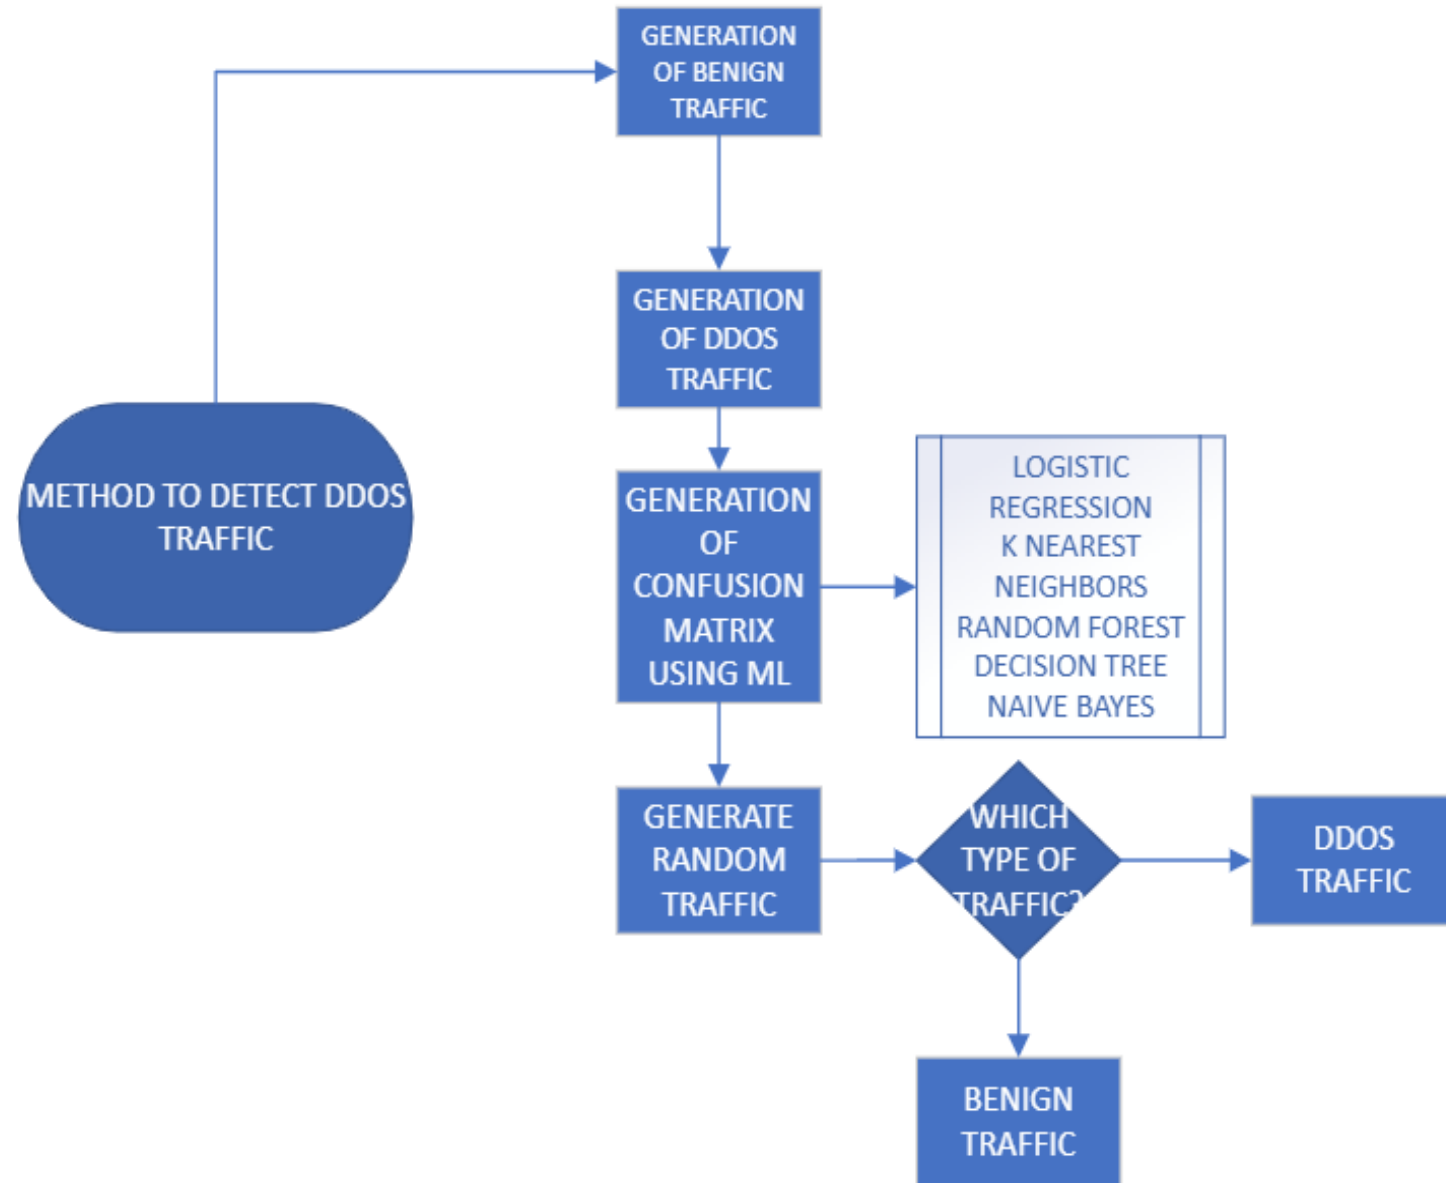 GENERATION
OF BENIGN
TRAFFIC
GENERATION
OF DDOS
TRAFFIC
METHOD TO DETECT DDOS
TRAFFIC
GENERATION
OF
CONFUSION
MATRIX
USING ML
LOGISTIC
REGRESSION
K NEAREST
NEIGHBORS
RANDOM FOREST
DECISION TREE
NAIVE BAYES
GENERATE
RANDOM
TRAFFIC
WHICH
TYPE OF
TRAFFIC?
DDOS
TRAFFIC
BENIGN
TRAFFIC